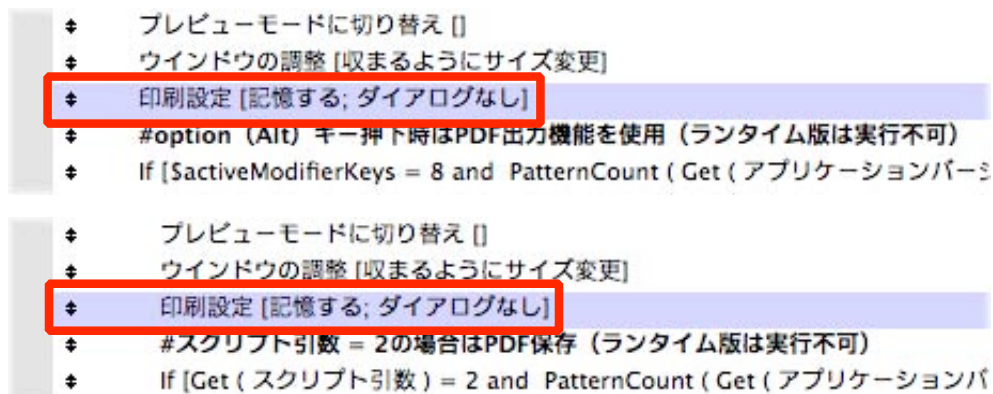 プレビューモードに切り替え []
ウインドウの調整 [収まるようにサイズ変更]
印刷設定 [記憶する; ダイアログなし]
#option（Alt）キー押下時はPDF出力機能を使用（ランタイム版は実行不可）
If [$activeModifierKeys = 8 and PatternCount ( Get ( アプリケーションバー
プレビューモードに切り替え []
ウインドウの調整 [収まるようにサイズ変更]
印刷設定 [記憶する; ダイアログなし]
#スクリプト引数 = 2の場合はPDF保存（ランタイム版は実行不可）
If [Get ( スクリプト引数 ) = 2 and PatternCount ( Get ( アプリケーションバ